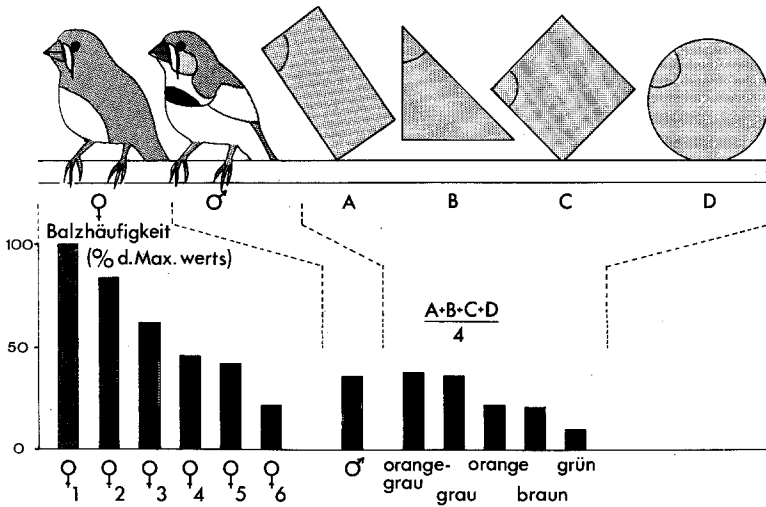 ♀ ♂ A B C D
Balzhäufigkeit
(% d. Max. werts)
100
50
0
A+B+C+D
4
♀1 ♀2 ♀3 ♀4 ♀5 ♀6 ♂ orange-
grau grau orange braun grün